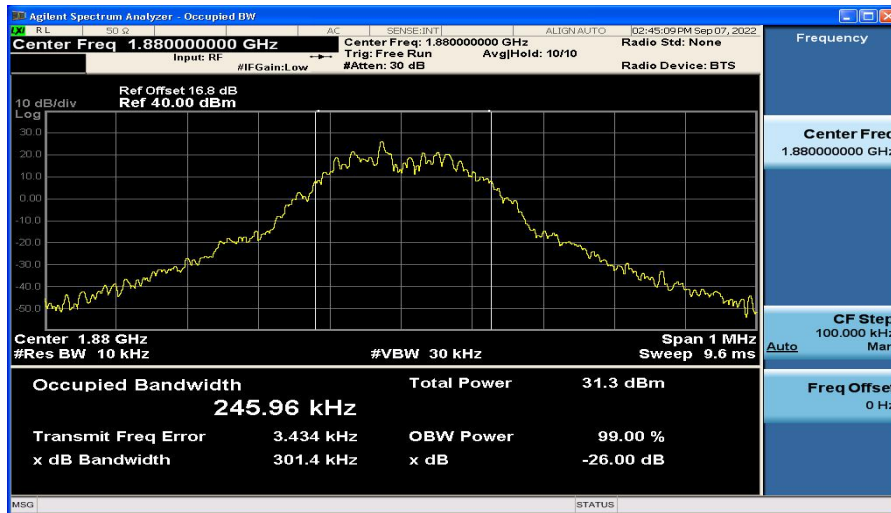 Agilent Spectrum Analyzer - Occupied BW
LXI RL 50 Ω AC SENSE:INT ALIGN AUTO 02:45:09 PM Sep 07, 2022
Center Freq 1.880000000 GHz Center Freq: 1.880000000 GHz Radio Std: None
Input: RF Trig: Free Run Avg|Hold: 10/10
#IFGain:Low #Atten: 30 dB Radio Device: BTS
Frequency
Ref Offset 16.8 dB
10 dB/div Ref 40.00 dBm
Log
30.0
20.0
10.0
0.00
-10.0
-20.0
-30.0
-40.0
-50.0
Center 1.88 GHz Span 1 MHz
#Res BW 10 kHz #VBW 30 kHz Sweep 9.6 ms
Occupied Bandwidth Total Power 31.3 dBm
245.96 kHz
Transmit Freq Error 3.434 kHz OBW Power 99.00 %
x dB Bandwidth 301.4 kHz x dB -26.00 dB
Center Freq
1.880000000 GHz
CF Step
100.000 kHz
Auto Man
Freq Offset
0 Hz
MSG STATUS